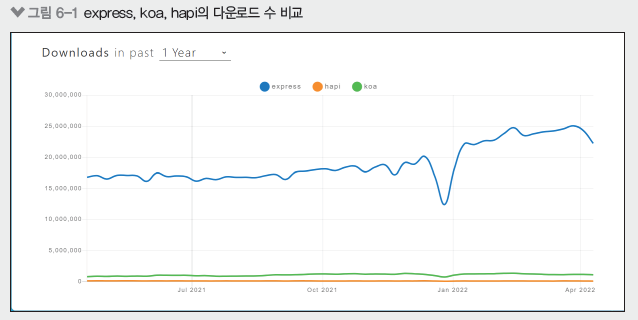 그림 6-1 express, koa, hapi의 다운로드 수 비교
Downloads in past 1 Year
express hapi koa
30,000,000
25,000,000
20,000,000
15,000,000
10,000,000
5,000,000
0
Jul 2021 Oct 2021 Jan 2022 Apr 2022